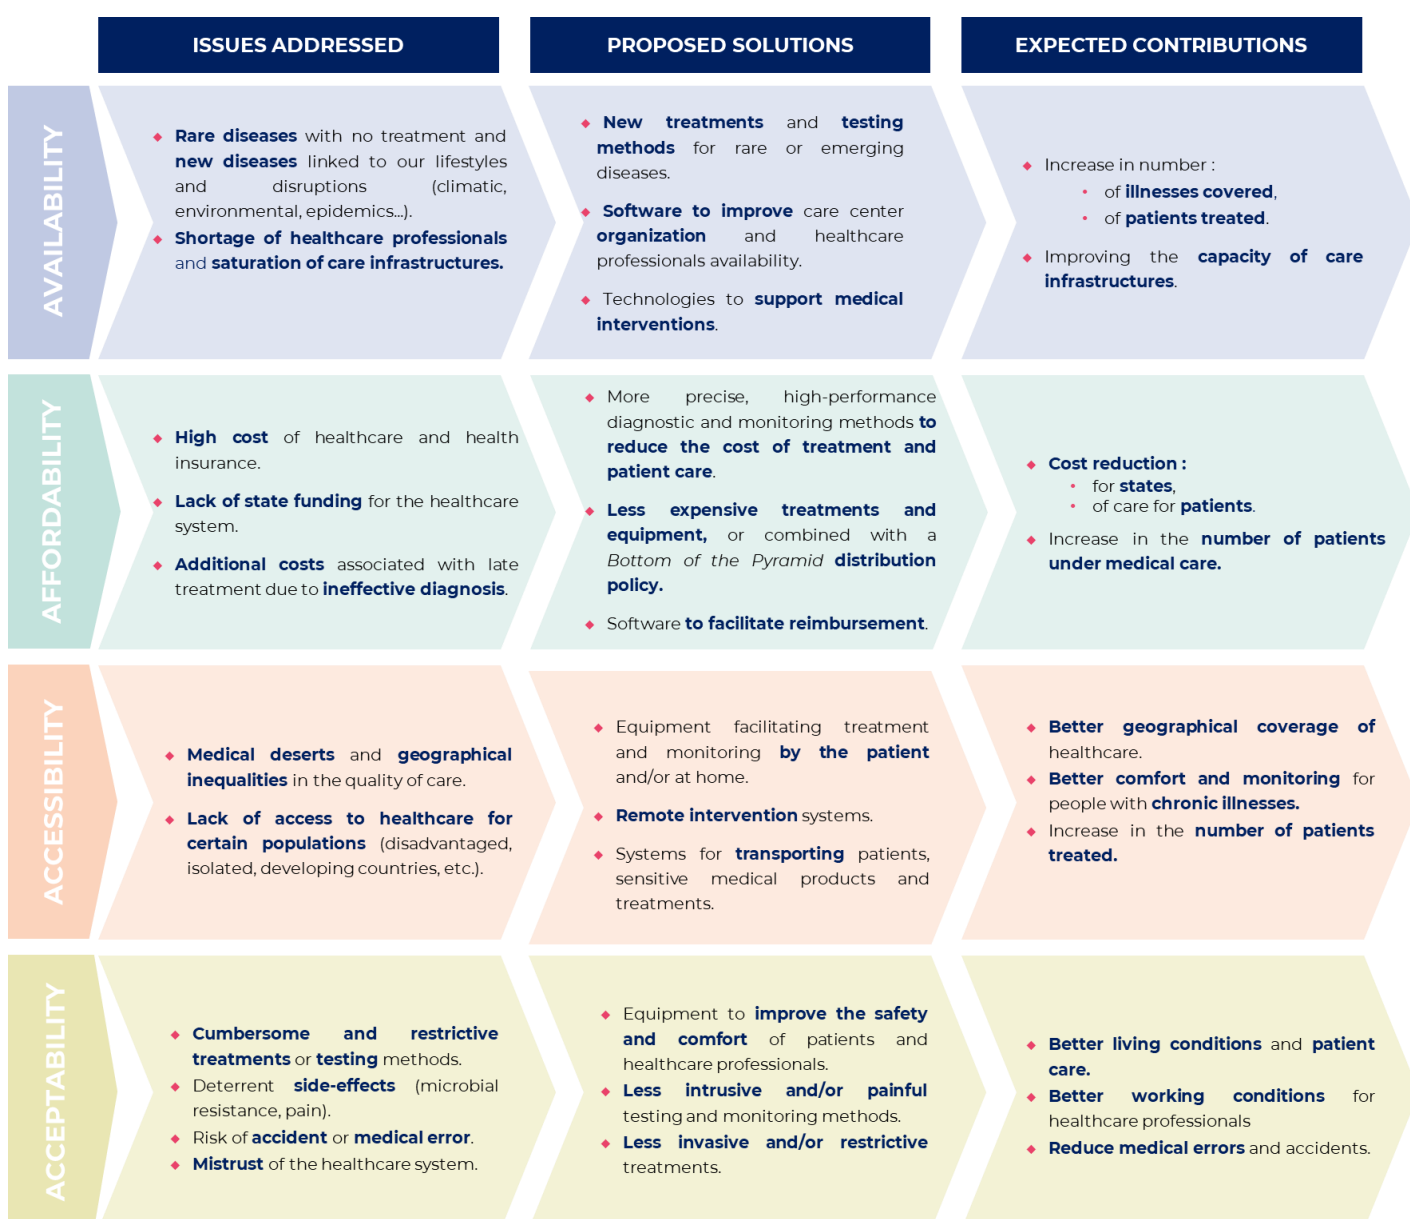 ISSUES ADDRESSED
PROPOSED SOLUTIONS
EXPECTED CONTRIBUTIONS
AVAILABILITY
Rare diseases with no treatment and
new diseases linked to our lifestyles
and disruptions (climatic,
environmental, epidemics...).
Shortage of healthcare professionals
and saturation of care infrastructures.
New treatments and testing
methods for rare or emerging
diseases.
Software to improve care center
organization and healthcare
professionals availability.
Technologies to support medical
interventions.
Increase in number :
of illnesses covered,
of patients treated.
Improving the capacity of care
infrastructures.
AFFORDABILITY
High cost of healthcare and health
insurance.
Lack of state funding for the healthcare
system.
Additional costs associated with late
treatment due to ineffective diagnosis.
More precise, high-performance
diagnostic and monitoring methods to
reduce the cost of treatment and
patient care.
Less expensive treatments and
equipment, or combined with a
Bottom of the Pyramid distribution
policy.
Software to facilitate reimbursement.
Cost reduction :
for states,
of care for patients.
Increase in the number of patients
under medical care.
ACCESSIBILITY
Medical deserts and geographical
inequalities in the quality of care.
Lack of access to healthcare for
certain populations (disadvantaged,
isolated, developing countries, etc.).
Equipment facilitating treatment
and monitoring by the patient
and/or at home.
Remote intervention systems.
Systems for transporting patients,
sensitive medical products and
treatments.
Better geographical coverage of
healthcare.
Better comfort and monitoring for
people with chronic illnesses.
Increase in the number of patients
treated.
ACCEPTABILITY
Cumbersome and restrictive
treatments or testing methods.
Deterrent side-effects (microbial
resistance, pain).
Risk of accident or medical error.
Mistrust of the healthcare system.
Equipment to improve the safety
and comfort of patients and
healthcare professionals.
Less intrusive and/or painful
testing and monitoring methods.
Less invasive and/or restrictive
treatments.
Better living conditions and patient
care.
Better working conditions for
healthcare professionals
Reduce medical errors and accidents.